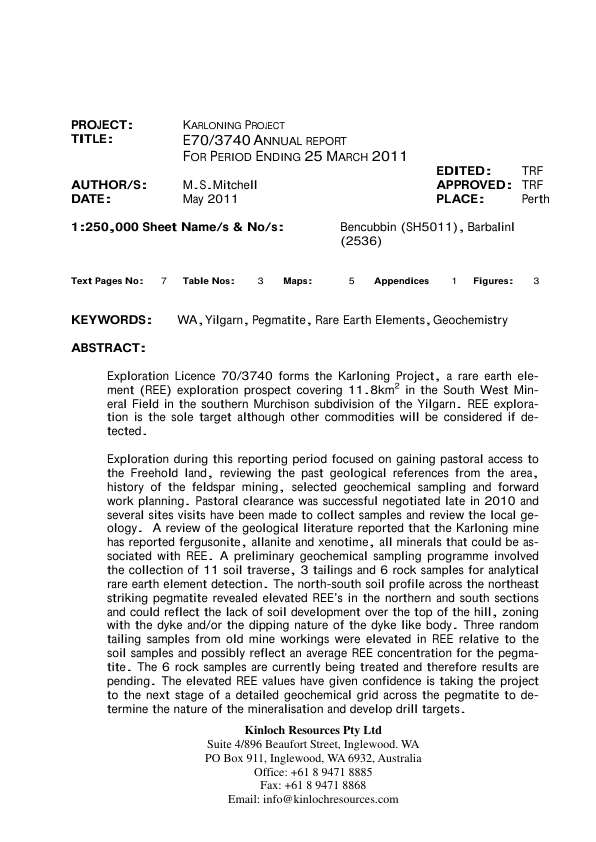 PROJECT: KARLONING PROJECT
TITLE: E70/3740 ANNUAL REPORT
FOR PERIOD ENDING 25 MARCH 2011
EDITED: TRF
AUTHOR/S: M.S.Mitchell APPROVED: TRF
DATE: May 2011 PLACE: Perth
1:250,000 Sheet Name/s & No/s: Bencubbin (SH5011), Barbalinl
(2536)
Text Pages No: 7 Table Nos: 3 Maps: 5 Appendices 1 Figures: 3
KEYWORDS: WA, Yilgarn, Pegmatite, Rare Earth Elements, Geochemistry
ABSTRACT:
Exploration Licence 70/3740 forms the Karloning Project, a rare earth ele-
ment (REE) exploration prospect covering 11.8km² in the South West Min-
eral Field in the southern Murchison subdivision of the Yilgarn. REE explora-
tion is the sole target although other commodities will be considered if de-
tected.
Exploration during this reporting period focused on gaining pastoral access to
the Freehold land, reviewing the past geological references from the area,
history of the feldspar mining, selected geochemical sampling and forward
work planning. Pastoral clearance was successful negotiated late in 2010 and
several sites visits have been made to collect samples and review the local ge-
ology. A review of the geological literature reported that the Karloning mine
has reported fergusonite, allanite and xenotime, all minerals that could be as-
sociated with REE. A preliminary geochemical sampling programme involved
the collection of 11 soil traverse, 3 tailings and 6 rock samples for analytical
rare earth element detection. The north-south soil profile across the northeast
striking pegmatite revealed elevated REE's in the northern and south sections
and could reflect the lack of soil development over the top of the hill, zoning
with the dyke and/or the dipping nature of the dyke like body. Three random
tailing samples from old mine workings were elevated in REE relative to the
soil samples and possibly reflect an average REE concentration for the pegma-
tite. The 6 rock samples are currently being treated and therefore results are
pending. The elevated REE values have given confidence is taking the project
to the next stage of a detailed geochemical grid across the pegmatite to de-
termine the nature of the mineralisation and develop drill targets.
Kinloch Resources Pty Ltd
Suite 4/896 Beaufort Street, Inglewood. WA
PO Box 911, Inglewood, WA 6932, Australia
Office: +61 8 9471 8885
Fax: +61 8 9471 8868
Email: info@kinlochresources.com